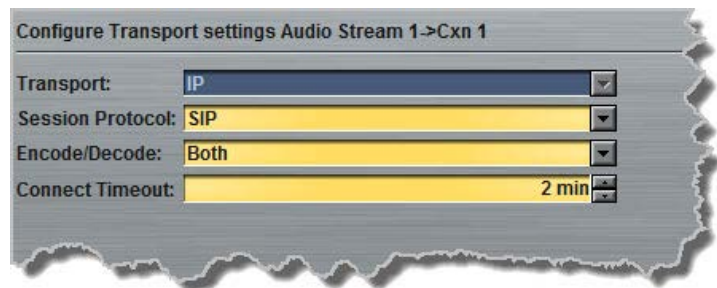 Configure Transport settings Audio Stream 1->Cxn 1
Transport: IP
Session Protocol: SIP
Encode/Decode: Both
Connect Timeout: 2 min